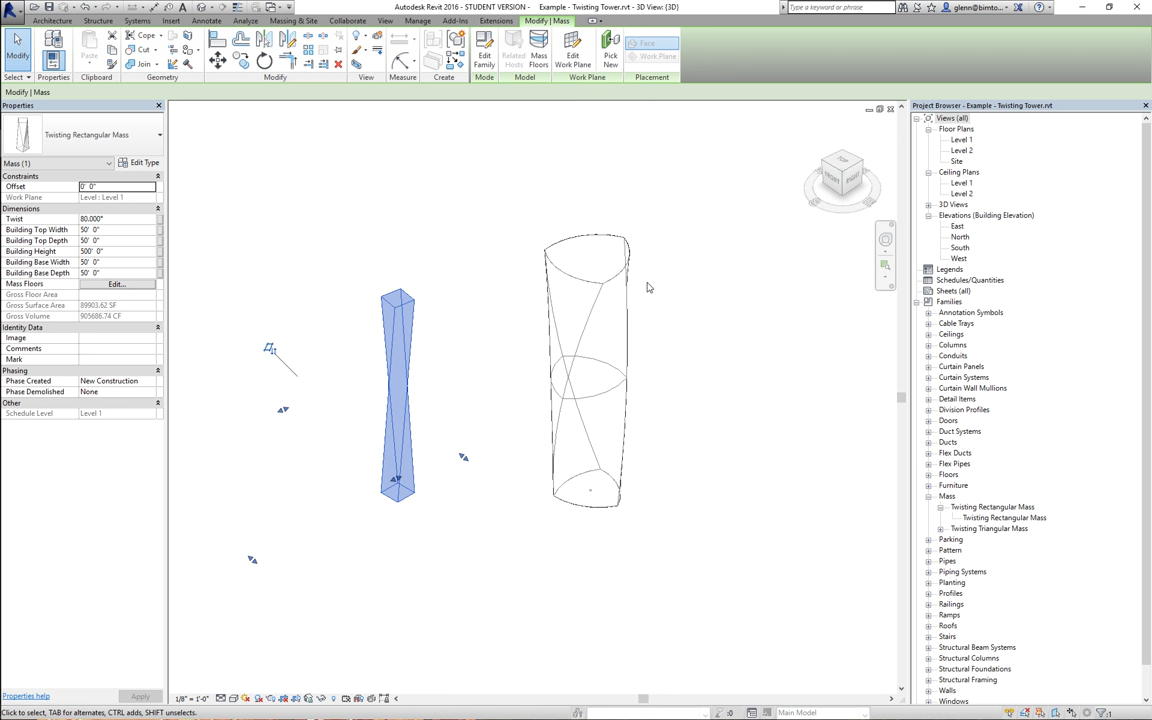 Autodesk Revit 2016 - STUDENT VERSION - Example - Twisting Tower.rvt - 3D View: {3D}
Type a keyword or phrase
glenn@bimto...
Architecture Structure Systems Insert Annotate Analyze Massing & Site Collaborate View Manage Add-Ins Extensions Modify | Mass
Modify
Paste
Cope
Cut
Join
Edit Family
Related Hosts
Mass Floors
Edit Work Plane
Pick New
Face
Work Plane
Select Properties Clipboard Geometry Modify View Measure Create Mode Model Work Plane Placement
Modify | Mass
Properties
Twisting Rectangular Mass
Mass (1)
Edit Type
Constraints
Offset 0' 0"
Work Plane Level : Level 1
Dimensions
Twist 80.000°
Building Top Width 50' 0"
Building Top Depth 50' 0"
Building Height 500' 0"
Building Base Width 50' 0"
Building Base Depth 50' 0"
Mass Floors Edit...
Gross Floor Area
Gross Surface Area 89903.62 SF
Gross Volume 905686.74 CF
Identity Data
Image
Comments
Mark
Phasing
Phase Created New Construction
Phase Demolished None
Other
Schedule Level Level 1
Properties help
Apply
TOP
FRONT
RIGHT
Project Browser - Example - Twisting Tower.rvt
Views (all)
Floor Plans
Level 1
Level 2
Site
Ceiling Plans
Level 1
Level 2
3D Views
Elevations (Building Elevation)
East
North
South
West
Legends
Schedules/Quantities
Sheets (all)
Families
Annotation Symbols
Cable Trays
Ceilings
Columns
Conduits
Curtain Panels
Curtain Systems
Curtain Wall Mullions
Detail Items
Division Profiles
Doors
Duct Systems
Ducts
Flex Ducts
Flex Pipes
Floors
Furniture
Mass
Twisting Rectangular Mass
Twisting Rectangular Mass
Twisting Triangular Mass
Parking
Pattern
Pipes
Piping Systems
Planting
Profiles
Railings
Ramps
Roofs
Stairs
Structural Beam Systems
Structural Columns
Structural Foundations
Structural Framing
Walls
Windows
1/8" = 1'-0"
Click to select, TAB for alternates, CTRL adds, SHIFT unselects.
:0
Main Model
:1